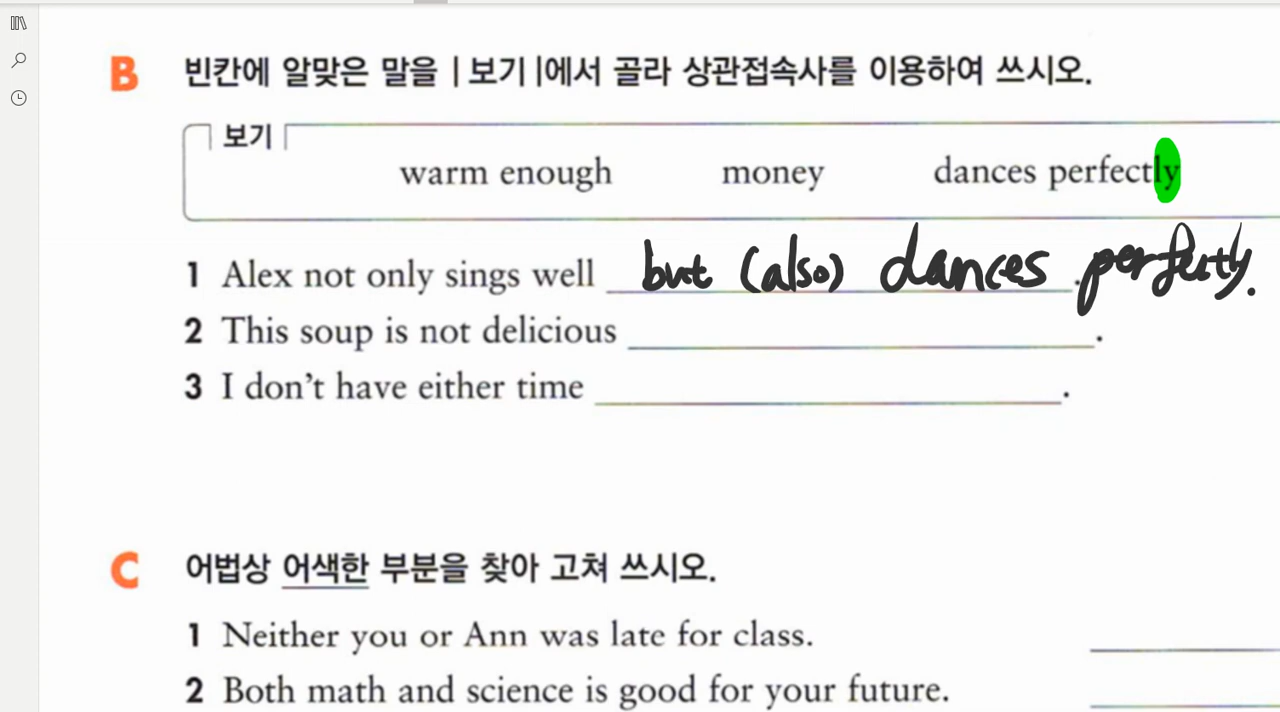 B 빈칸에 알맞은 말을 | 보기 |에서 골라 상관접속사를 이용하여 쓰시오.
보기
warm enough money dances perfectly
1 Alex not only sings well but (also) dances perfectly.
2 This soup is not delicious ____________.
3 I don't have either time ____________.
C 어법상 어색한 부분을 찾아 고쳐 쓰시오.
1 Neither you or Ann was late for class. ____________
2 Both math and science is good for your future. ____________